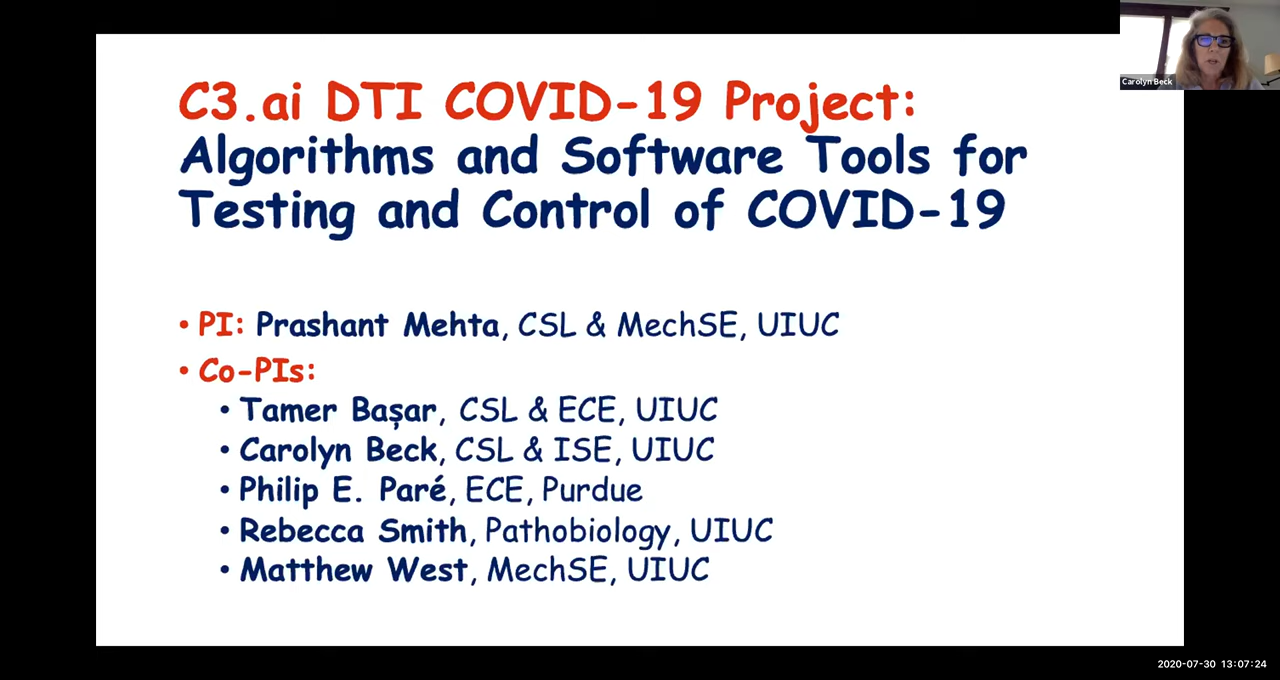 C3.ai DTI COVID-19 Project:
Algorithms and Software Tools for
Testing and Control of COVID-19
• PI: Prashant Mehta, CSL & MechSE, UIUC
• Co-PIs:
• Tamer Başar, CSL & ECE, UIUC
• Carolyn Beck, CSL & ISE, UIUC
• Philip E. Paré, ECE, Purdue
• Rebecca Smith, Pathobiology, UIUC
• Matthew West, MechSE, UIUC
Carolyn Beck
2020-07-30 13:07:24